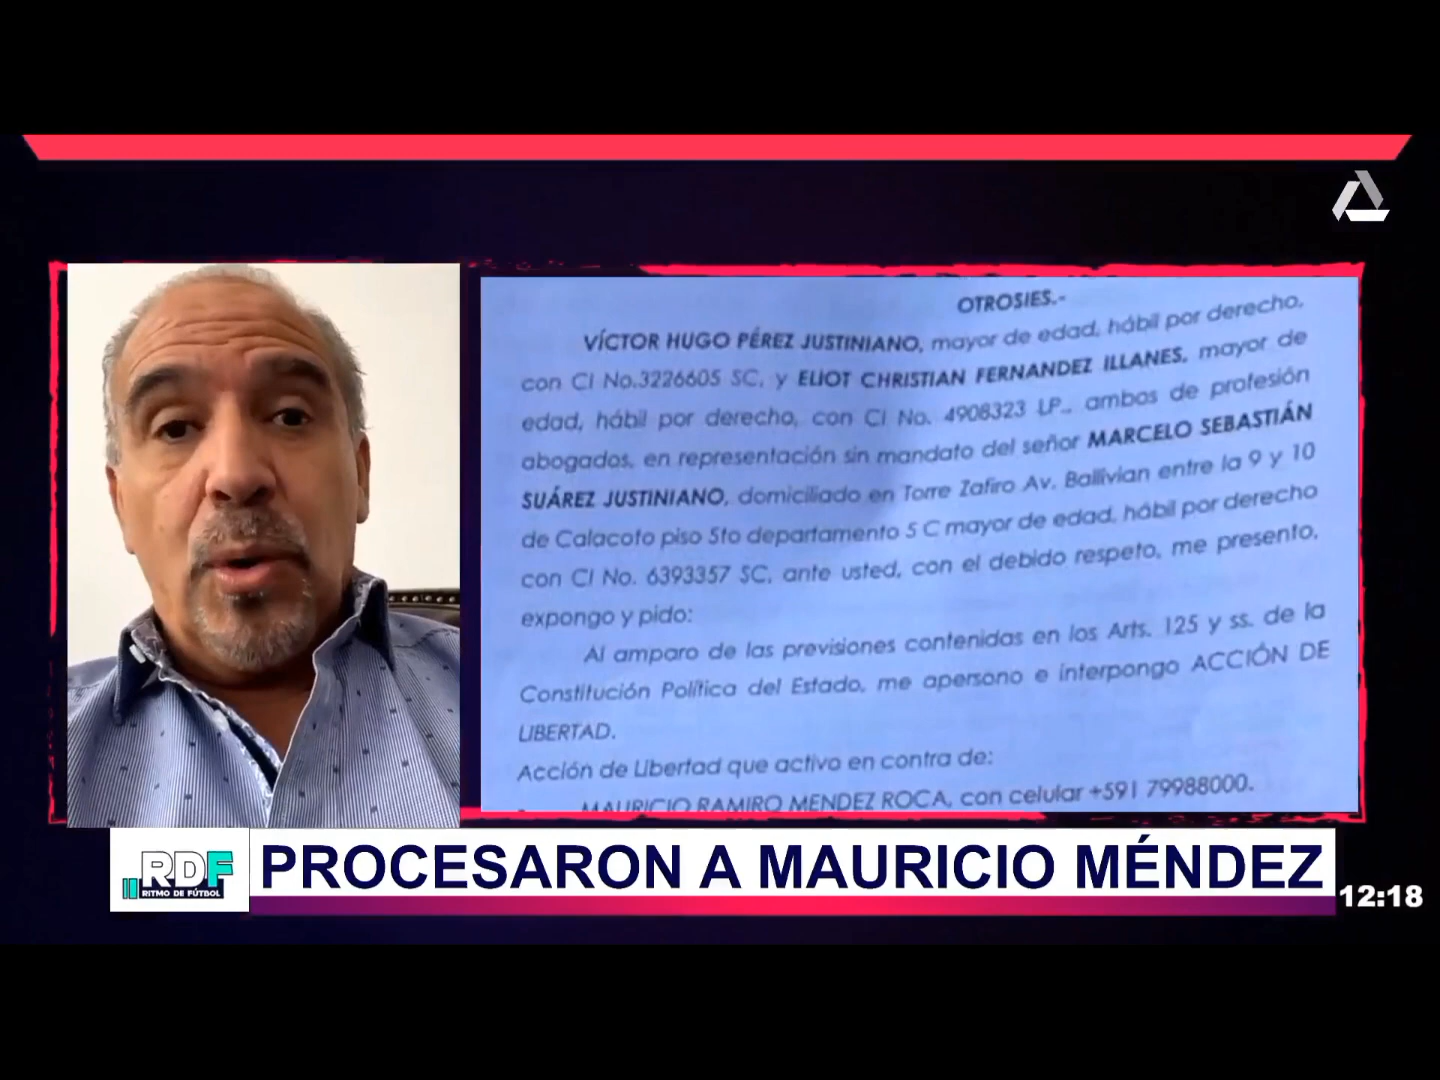 OTROSIES.-
VÍCTOR HUGO PÉREZ JUSTINIANO, mayor de edad, hábil por derecho,
con CI No.3226605 SC, y ELIOT CHRISTIAN FERNANDEZ ILLANES, mayor de
edad, hábil por derecho, con CI No. 4908323 LP., ambos de profesión
abogados, en representación sin mandato del señor MARCELO SEBASTIÁN
SUÁREZ JUSTINIANO, domiciliado en Torre Zafiro Av. Ballivian entre la 9 y 10
de Calacoto piso 5to departamento 5 C mayor de edad, hábil por derecho
con CI No. 6393357 SC, ante usted, con el debido respeto, me presento,
expongo y pido:
Al amparo de las previsiones contenidas en los Arts. 125 y ss. de la
Constitución Política del Estado, me apersono e interpongo ACCIÓN DE
LIBERTAD.
Acción de Libertad que activo en contra de:
MAURICIO RAMIRO MENDEZ ROCA, con celular +591 79988000.
RDF
RITMO DE FÚTBOL
PROCESARON A MAURICIO MÉNDEZ
12:18